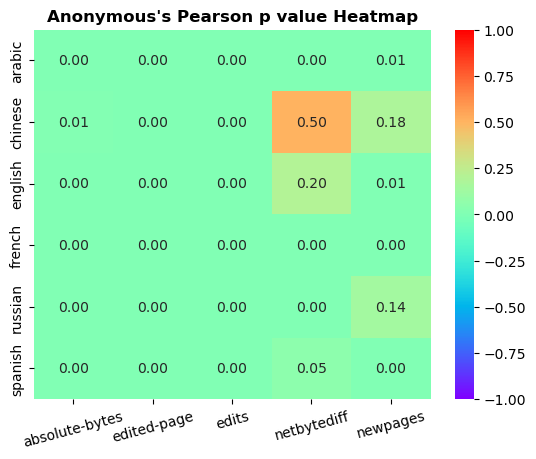 Anonymous's Pearson p value Heatmap
arabic 0.00 0.00 0.00 0.00 0.01
chinese 0.01 0.00 0.00 0.50 0.18
english 0.00 0.00 0.00 0.20 0.01
french 0.00 0.00 0.00 0.00 0.00
russian 0.00 0.00 0.00 0.00 0.14
spanish 0.00 0.00 0.00 0.05 0.00
absolute-bytes edited-page edits netbytediff newpages
1.00
0.75
0.50
0.25
0.00
−0.25
−0.50
−0.75
−1.00